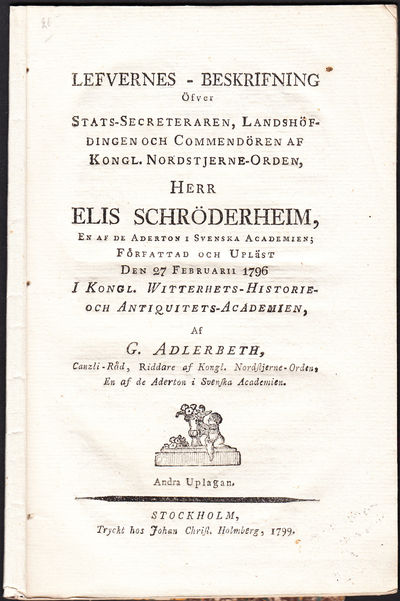 LEFVERNES - BESKRIFNING
Öfver
STATS-SECRETERAREN, LANDSHÖF-
DINGEN OCH COMMENDÖREN AF
KONGL. NORDSTJERNE-ORDEN,
HERR
ELIS SCHRÖDERHEIM,
EN AF DE ADERTON I SVENSKA ACADEMIEN;
FÖRFATTAD OCH UPLÄST
DEN 27 FEBRUARII 1796
I KONGL. WITTERHETS-HISTORIE-
OCH ANTIQUITETS-ACADEMIEN,
AF
G. ADLERBETH,
Canzli-Råd, Riddare af Kongl. Nordſtjerne-Orden,
En af de Aderton i Svenſka Academien.
Andra Uplagan.
STOCKHOLM,
Tryckt hos Johan Chriſt. Holmberg, 1799.